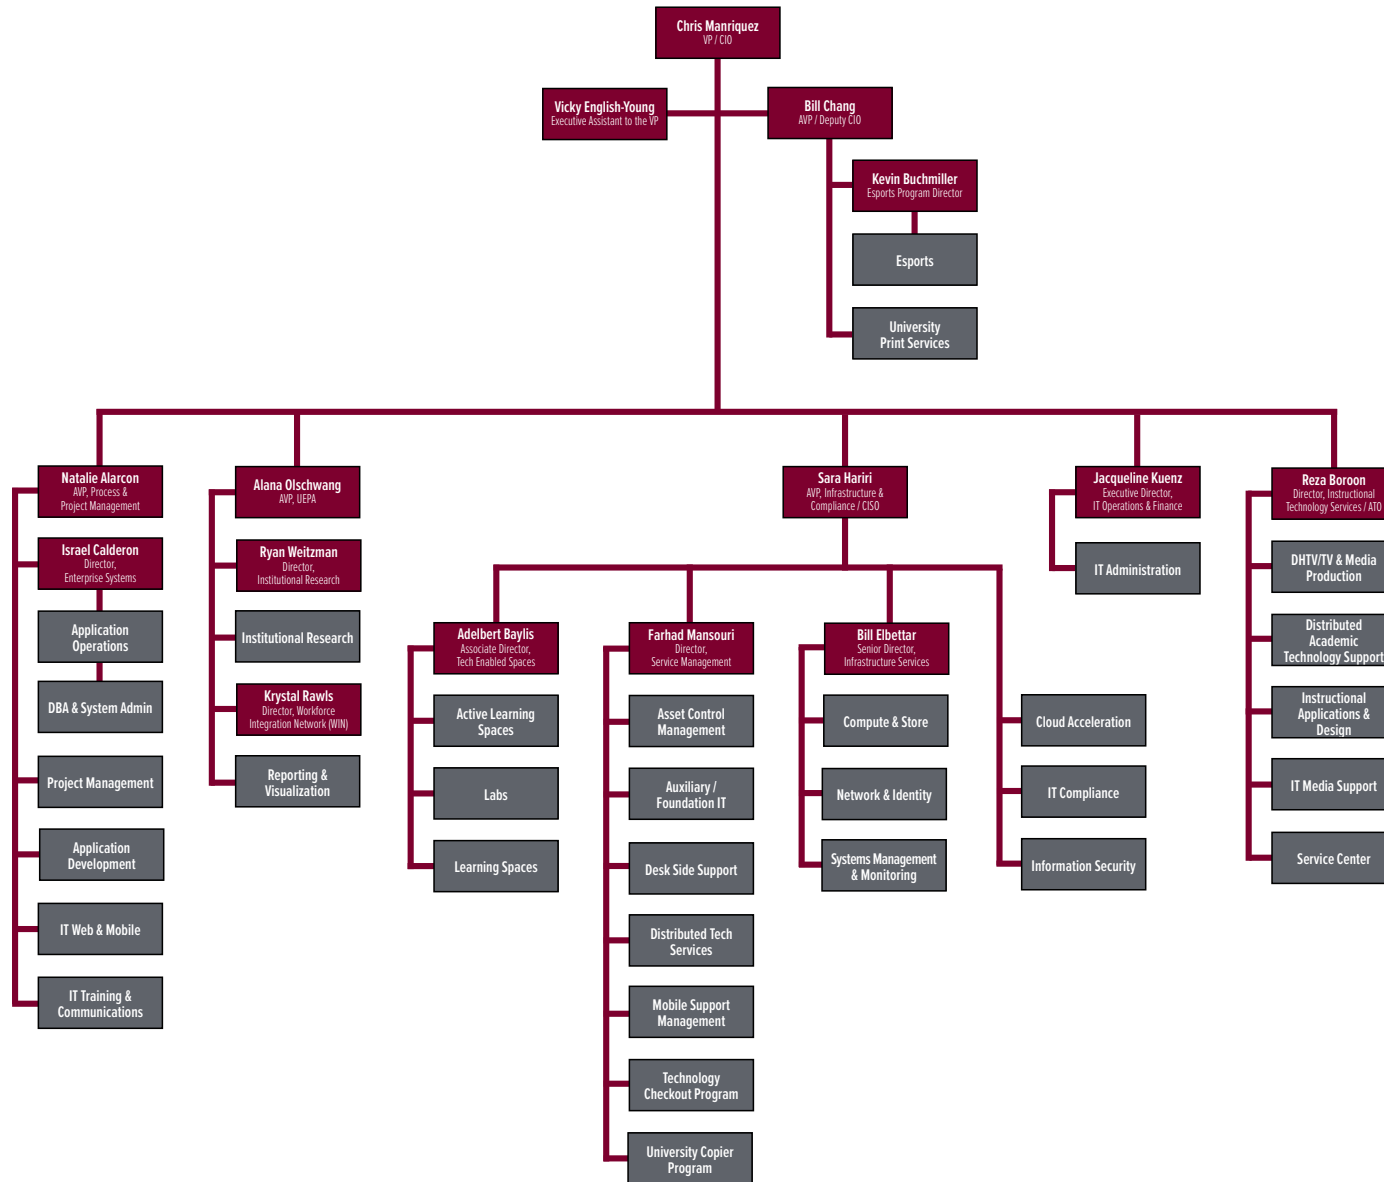 Chris Manriquez
VP / CIO
Vicky English-Young
Executive Assistant to the VP
Bill Chang
AVP / Deputy CIO
Kevin Buchmiller
Esports Program Director
Esports
University
Print Services
Natalie Alarcon
AVP, Process &
Project Management
Israel Calderon
Director,
Enterprise Systems
Application
Operations
DBA & System Admin
Project Management
Application
Development
IT Web & Mobile
IT Training &
Communications
Alana Olschwang
AVP, UEPA
Ryan Weitzman
Director,
Institutional Research
Institutional Research
Krystal Rawls
Director, Workforce
Integration Network (WIN)
Reporting &
Visualization
Sara Hariri
AVP, Infrastructure &
Compliance / CISO
Adelbert Baylis
Associate Director,
Tech Enabled Spaces
Active Learning
Spaces
Labs
Learning Spaces
Farhad Mansouri
Director,
Service Management
Asset Control
Management
Auxiliary /
Foundation IT
Desk Side Support
Distributed Tech
Services
Mobile Support
Management
Technology
Checkout Program
University Copier
Program
Bill Elbettar
Senior Director,
Infrastructure Services
Compute & Store
Network & Identity
Systems Management
& Monitoring
Cloud Acceleration
IT Compliance
Information Security
Jacqueline Kuenz
Executive Director,
IT Operations & Finance
IT Administration
Reza Boroon
Director, Instructional
Technology Services / ATO
DHTV/TV & Media
Production
Distributed
Academic
Technology Support
Instructional
Applications &
Design
IT Media Support
Service Center